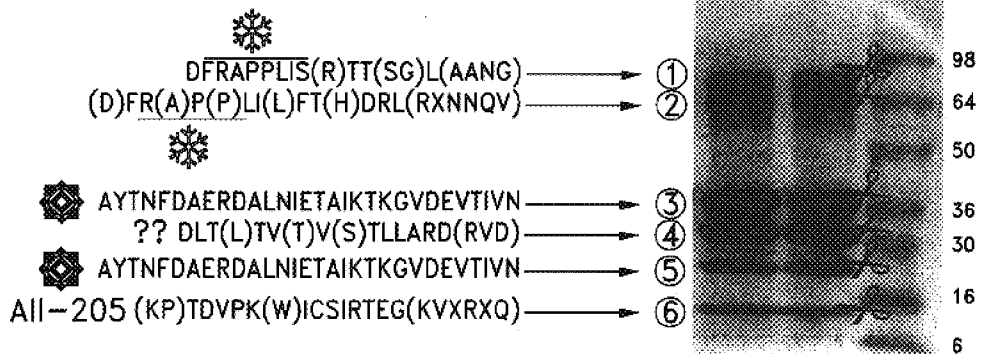 DFRAPPLIS(R)TT(SG)L(AANG) ① 98
(D)FR(A)P(P)LI(L)FT(H)DRL(RXNNQV) ② 64
50
AYTNFDAERDALNIETAIKTKGVDEVTIVN ③ 36
?? DLT(L)TV(T)V(S)TLLARD(RVD) ④ 30
AYTNFDAERDALNIETAIKTKGVDEVTIVN ⑤
AII-205 (KP)TDVPK(W)ICSIRTEG(KVXRXQ) ⑥ 16
6